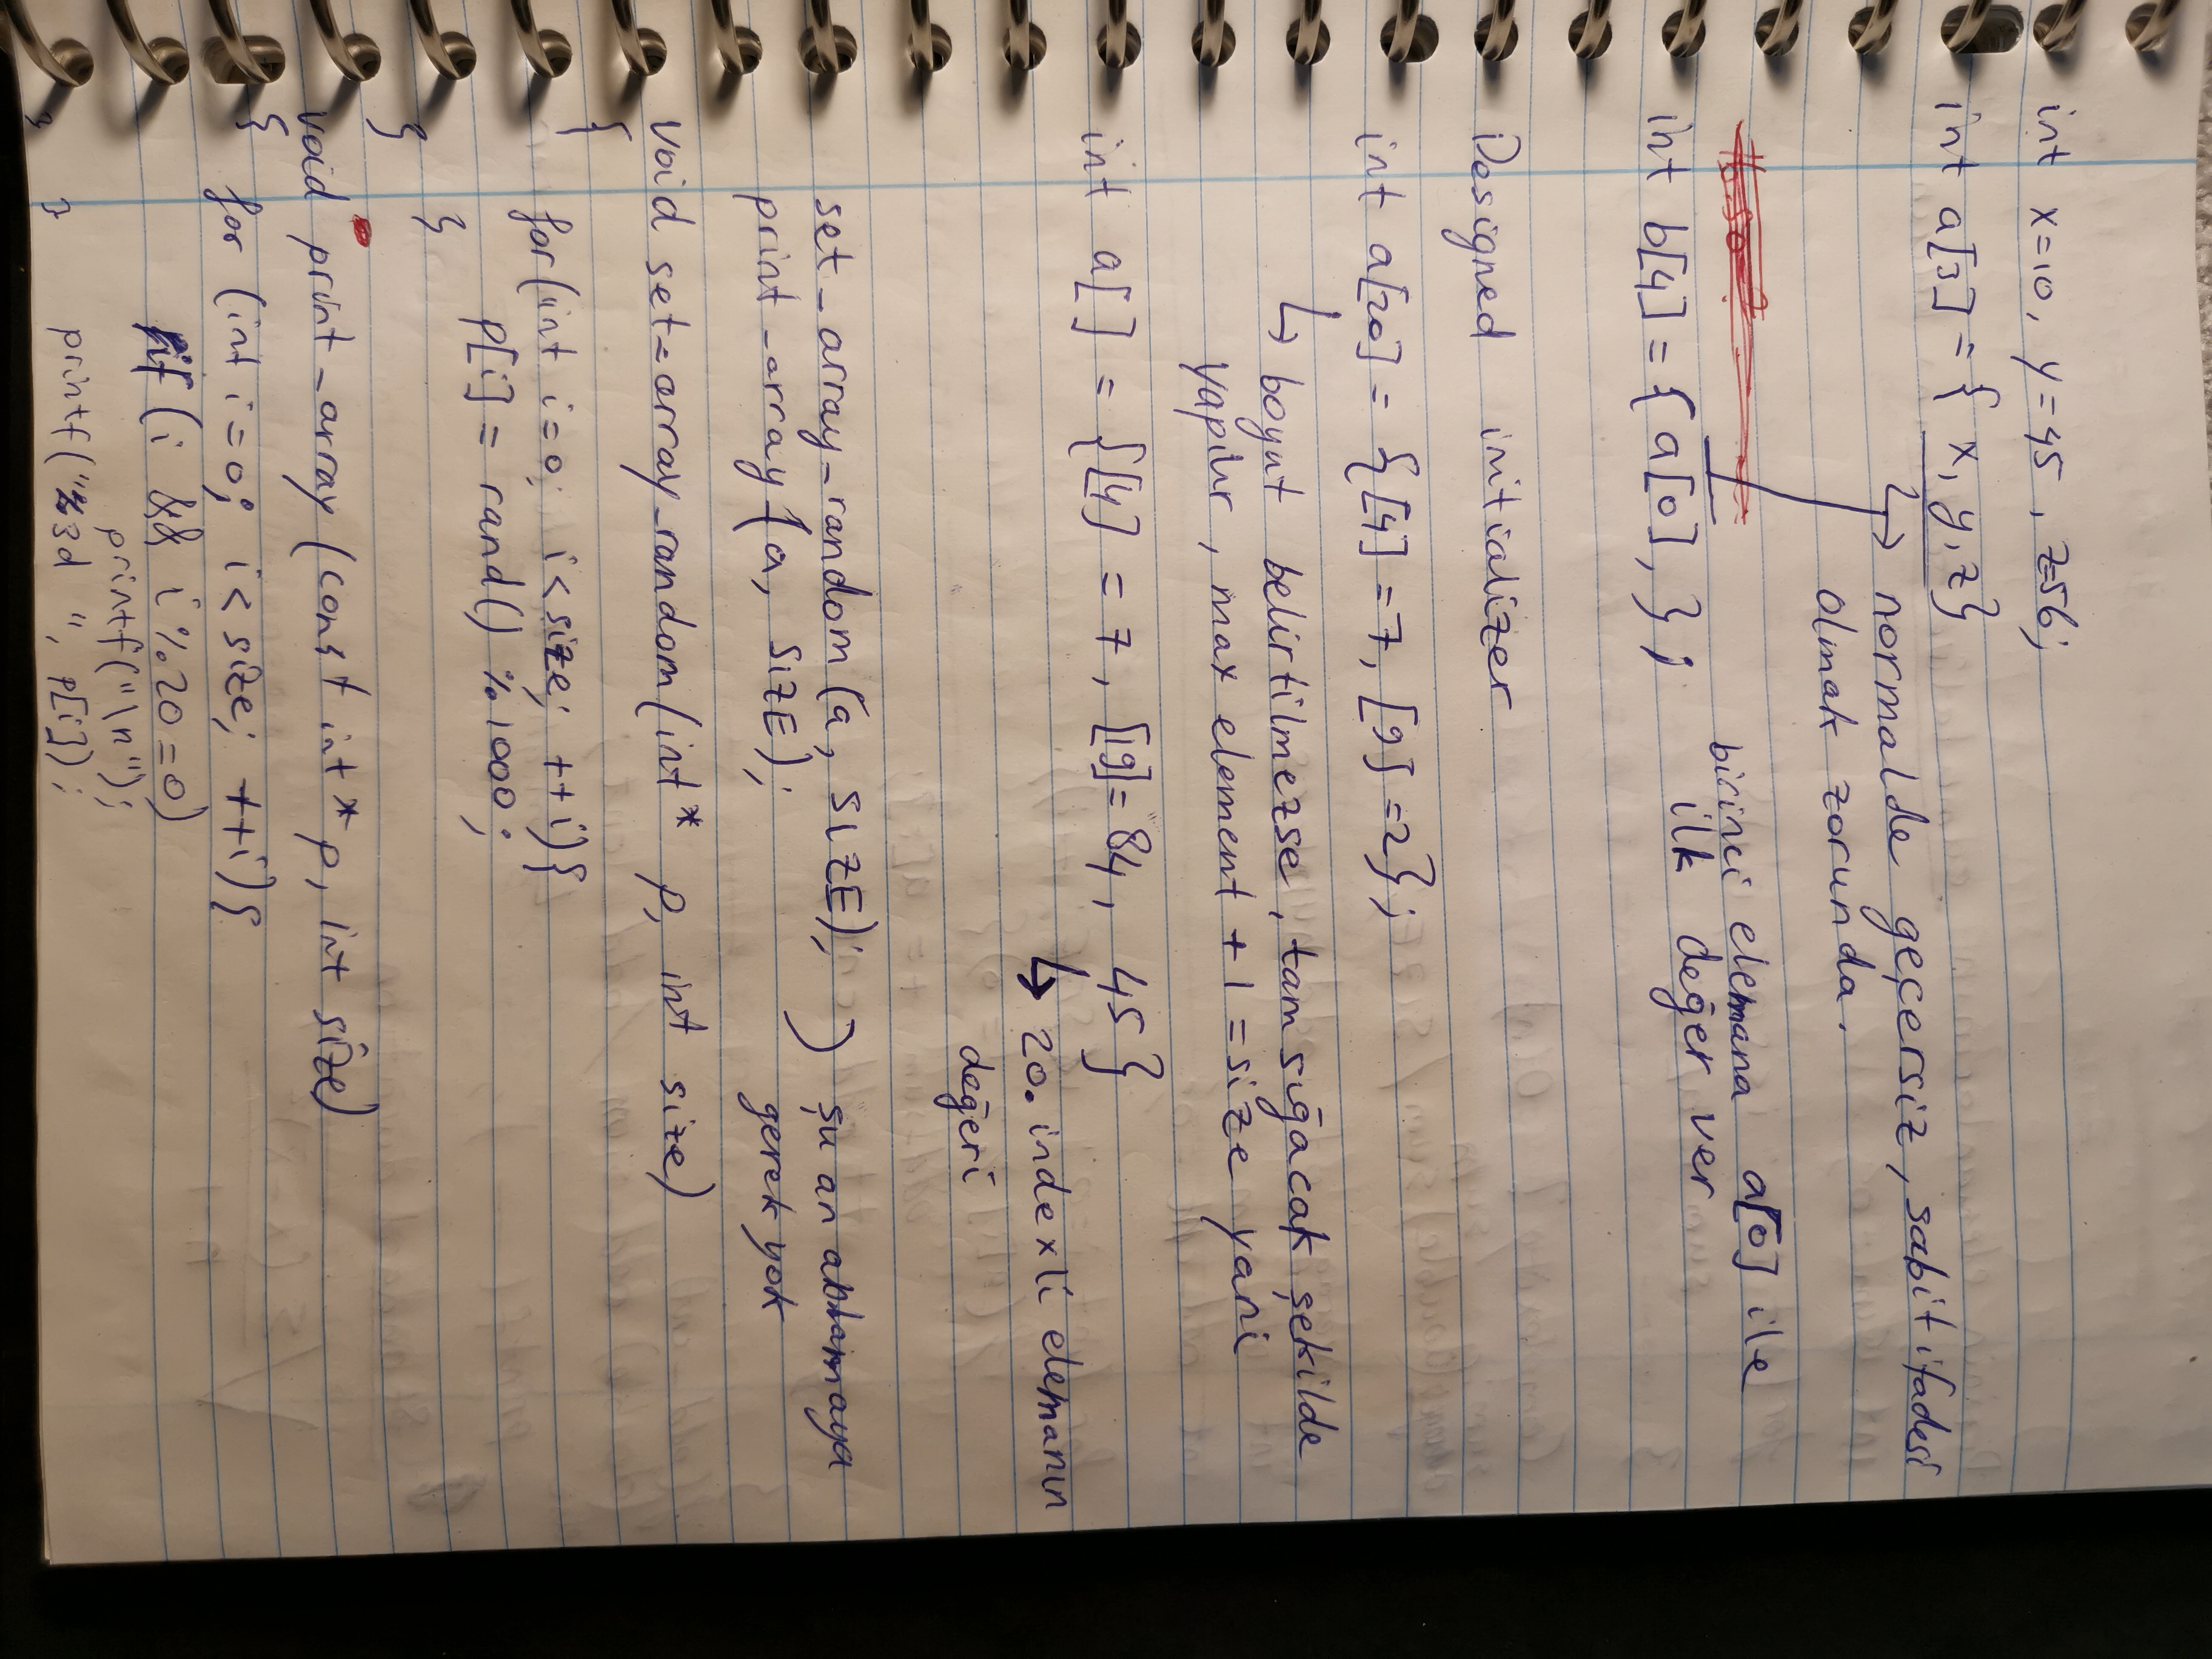 int x=10, y=45, z=56;
int a[3] = { x, y, z}
normalde geçersiz, sabit ifadesi
olmak zorunda.
birinci elemana a[0] ile
ilk değer ver
int b[4] = {a[0], };
Designed initializer
int a[20] = {[4] = 7, [9] = 2};
boyut belirtilmezse, tam sığacak şekilde
yapılır, max element + 1 = size yani
int a[] = {[4] = 7, [19] = 84, 45}
20. indexli elemanın
değeri
set_array_random(a, SIZE);
print_array(a, SIZE);
şu an anlamaya
gerek yok
void set_array_random(int* p, int size)
{
for(int i=0; i<size; ++i){
p[i] = rand() % 1000;
}
}
void print_array (const int* p, int size)
{ for (int i=0; i<size; ++i){
if (i && i%20=0)
printf("\n");
printf("%3d ", p[i]);
}
}